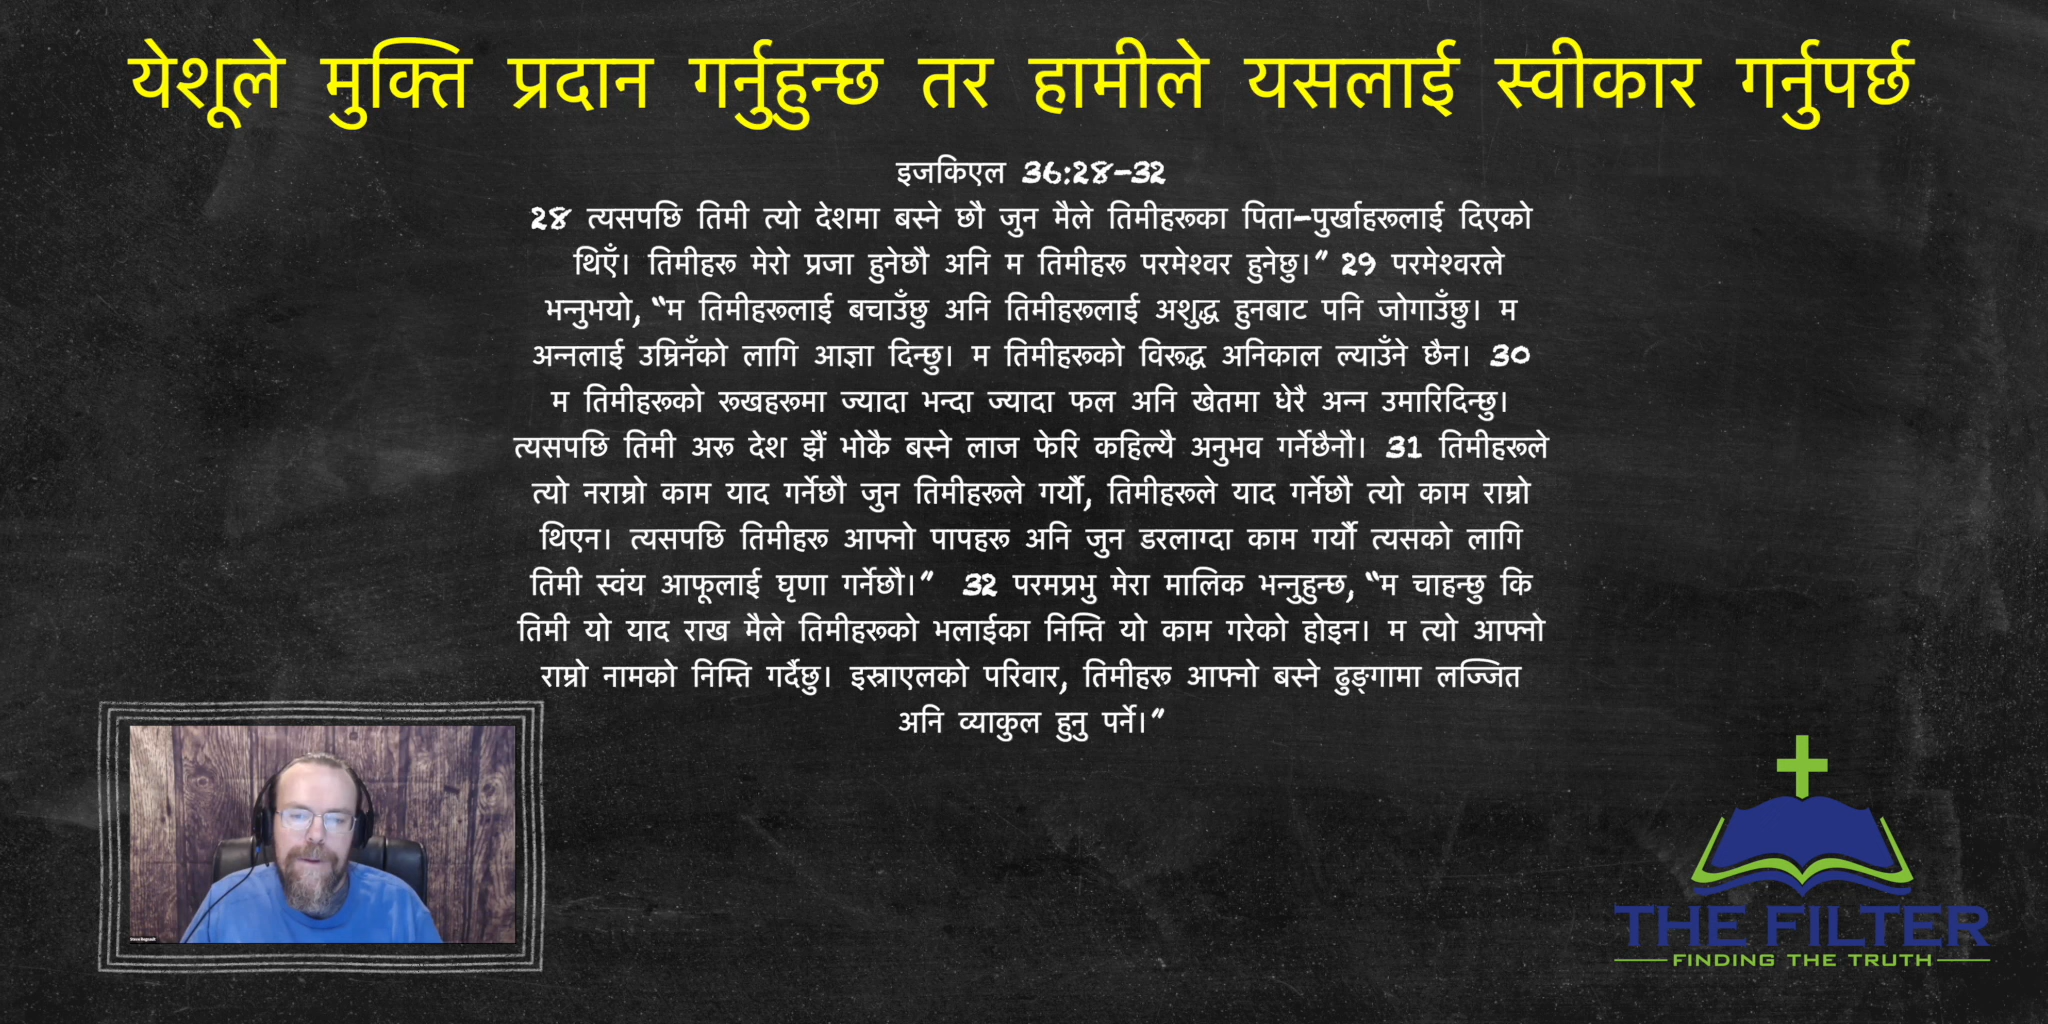 येशूले मुक्ति प्रदान गर्नुहुन्छ तर हामीले यसलाई स्वीकार गर्नुपर्छ
इजकिएल 36:28-32
28 त्यसपछि तिमी त्यो देशमा बस्ने छौ जुन मैले तिमीहरूका पिता-पुर्खाहरूलाई दिएको
थिएँ। तिमीहरू मेरो प्रजा हुनेछौ अनि म तिमीहरू परमेश्वर हुनेछु।” 29 परमेश्वरले
भन्नुभयो, “म तिमीहरूलाई बचाउँछु अनि तिमीहरूलाई अशुद्ध हुनबाट पनि जोगाउँछु। म
अन्नलाई उम्रिनँको लागि आज्ञा दिन्छु। म तिमीहरूको विरूद्ध अनिकाल ल्याउँने छैन। 30
म तिमीहरूको रूखहरूमा ज्यादा भन्दा ज्यादा फल अनि खेतमा धेरै अन्न उमारिदिन्छु।
त्यसपछि तिमी अरू देश झैं भोकै बस्ने लाज फेरि कहिल्यै अनुभव गर्नेछैनौ। 31 तिमीहरूले
त्यो नराम्रो काम याद गर्नेछौ जुन तिमीहरूले गर्यौं, तिमीहरूले याद गर्नेछौ त्यो काम राम्रो
थिएन। त्यसपछि तिमीहरू आफ्नो पापहरू अनि जुन डरलाग्दा काम गर्यौं त्यसको लागि
तिमी स्वंय आफूलाई घृणा गर्नेछौ।” 32 परमप्रभु मेरा मालिक भन्नुहुन्छ, “म चाहन्छु कि
तिमी यो याद राख मैले तिमीहरूको भलाईका निम्ति यो काम गरेको होइन। म त्यो आफ्नो
राम्रो नामको निम्ति गर्दैछु। इस्राएलको परिवार, तिमीहरू आफ्नो बस्ने ढुङ्गामा लज्जित
अनि व्याकुल हुनु पर्ने।”
THE FILTER
FINDING THE TRUTH